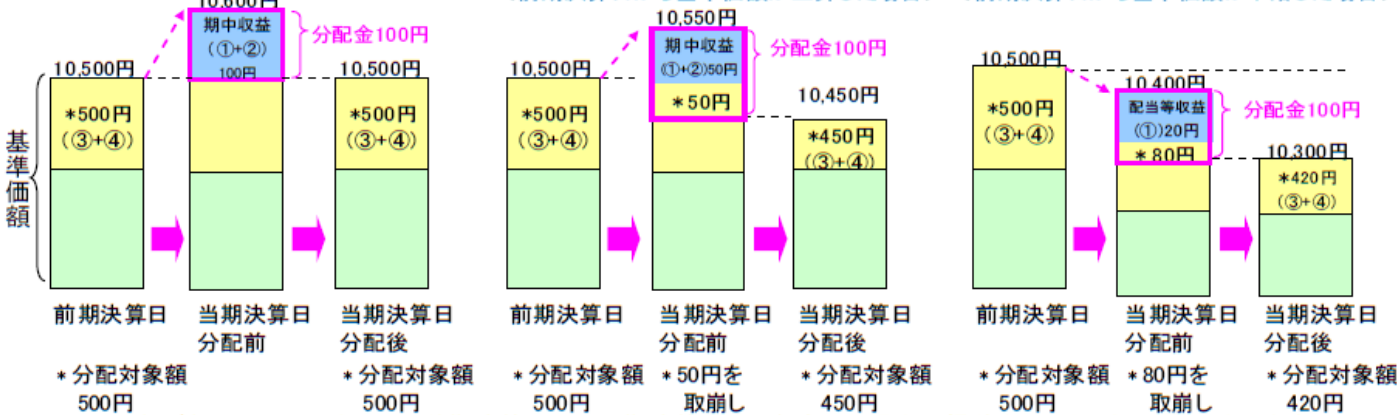 10,600円
期中収益
(①+②)
100円
分配金100円
10,500円
10,500円
*500円
(③+④)
*500円
(③+④)
基準価額
前期決算日
当期決算日
分配前
当期決算日
分配後
*分配対象額
500円
*分配対象額
500円
10,550円
期中収益
(①+②)50円
*50円
分配金100円
10,500円
10,450円
*500円
(③+④)
*450円
(③+④)
前期決算日
当期決算日
分配前
当期決算日
分配後
*分配対象額
500円
*50円を
取崩し
*分配対象額
450円
10,500円
10,400円
配当等収益
(①)20円
*80円
分配金100円
*500円
(③+④)
10,300円
*420円
(③+④)
前期決算日
当期決算日
分配前
当期決算日
分配後
*分配対象額
500円
*80円を
取崩し
*分配対象額
420円